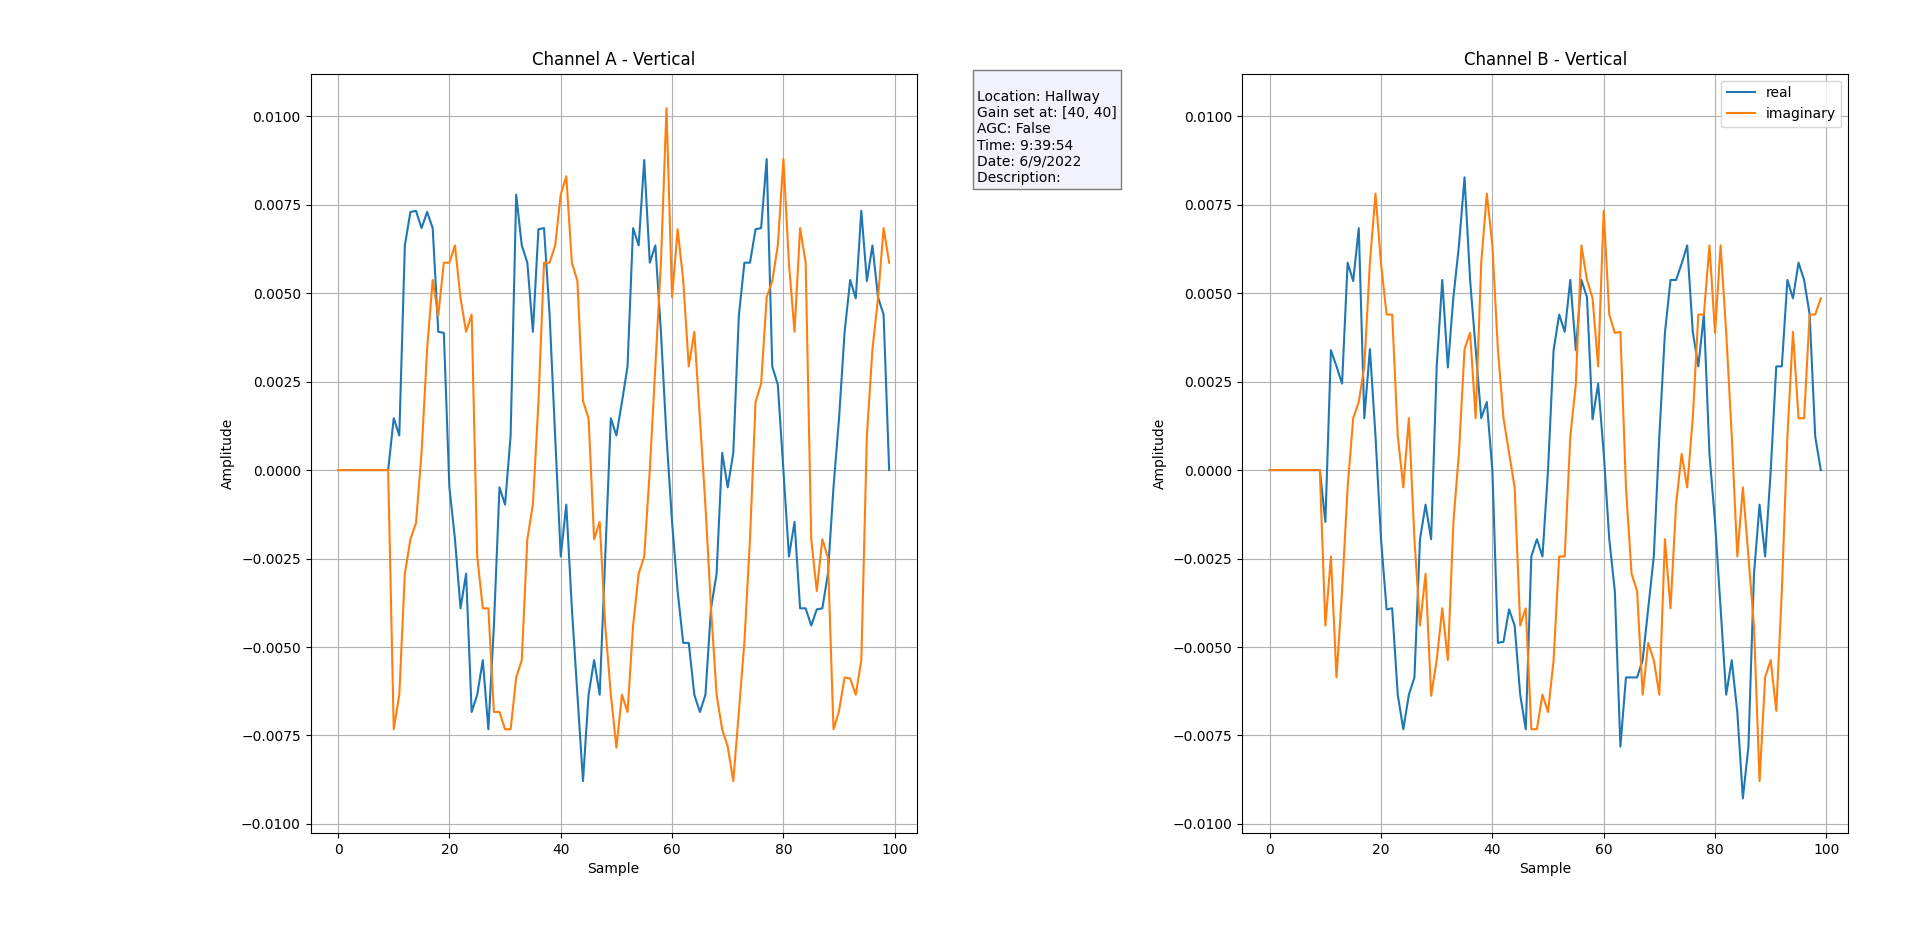 Channel A - Vertical
0.0100
0.0075
0.0050
0.0025
0.0000
−0.0025
−0.0050
−0.0075
−0.0100
Amplitude
0 20 40 60 80 100
Sample
Location: Hallway
Gain set at: [40, 40]
AGC: False
Time: 9:39:54
Date: 6/9/2022
Description:
Channel B - Vertical
real
imaginary
0.0100
0.0075
0.0050
0.0025
0.0000
−0.0025
−0.0050
−0.0075
−0.0100
Amplitude
0 20 40 60 80 100
Sample